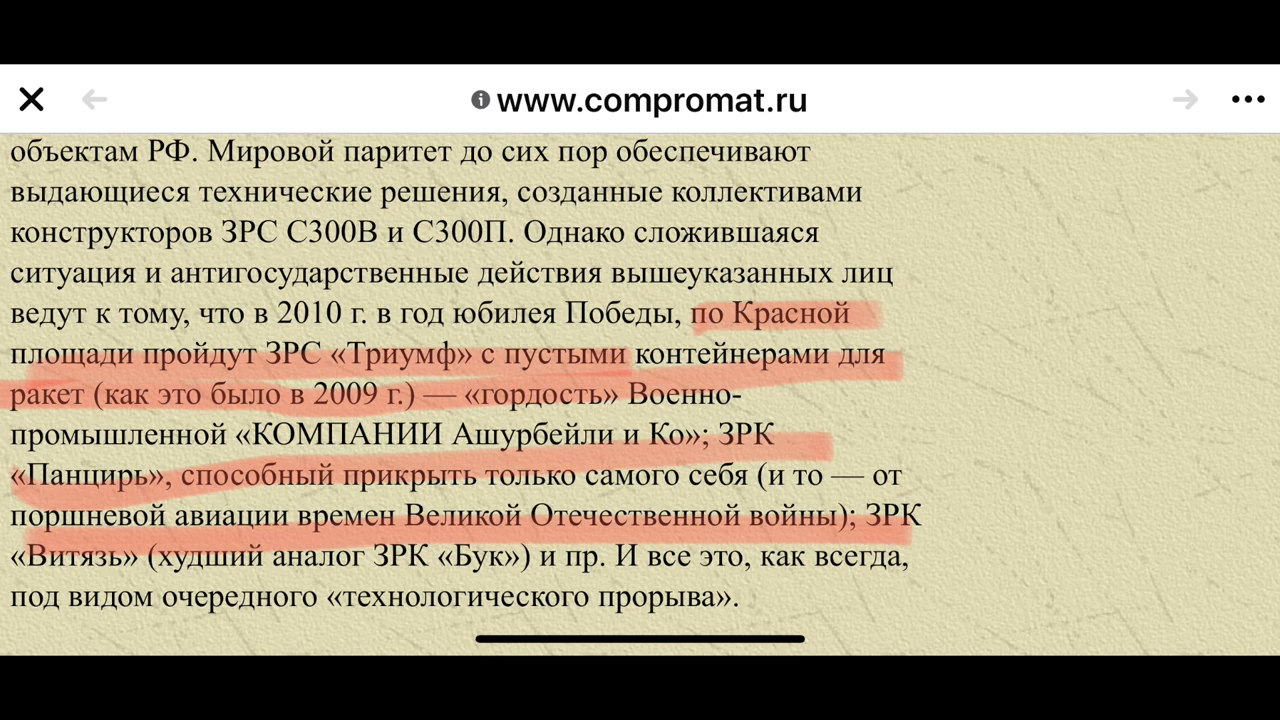 www.compromat.ru
объектам РФ. Мировой паритет до сих пор обеспечивают
выдающиеся технические решения, созданные коллективами
конструкторов ЗРС С300В и С300П. Однако сложившаяся
ситуация и антигосударственные действия вышеуказанных лиц
ведут к тому, что в 2010 г. в год юбилея Победы, по Красной
площади пройдут ЗРС «Триумф» с пустыми контейнерами для
ракет (как это было в 2009 г.) — «гордость» Военно-
промышленной «КОМПАНИИ Ашурбейли и Ко»; ЗРК
«Панцирь», способный прикрыть только самого себя (и то — от
поршневой авиации времен Великой Отечественной войны); ЗРК
«Витязь» (худший аналог ЗРК «Бук») и пр. И все это, как всегда,
под видом очередного «технологического прорыва».